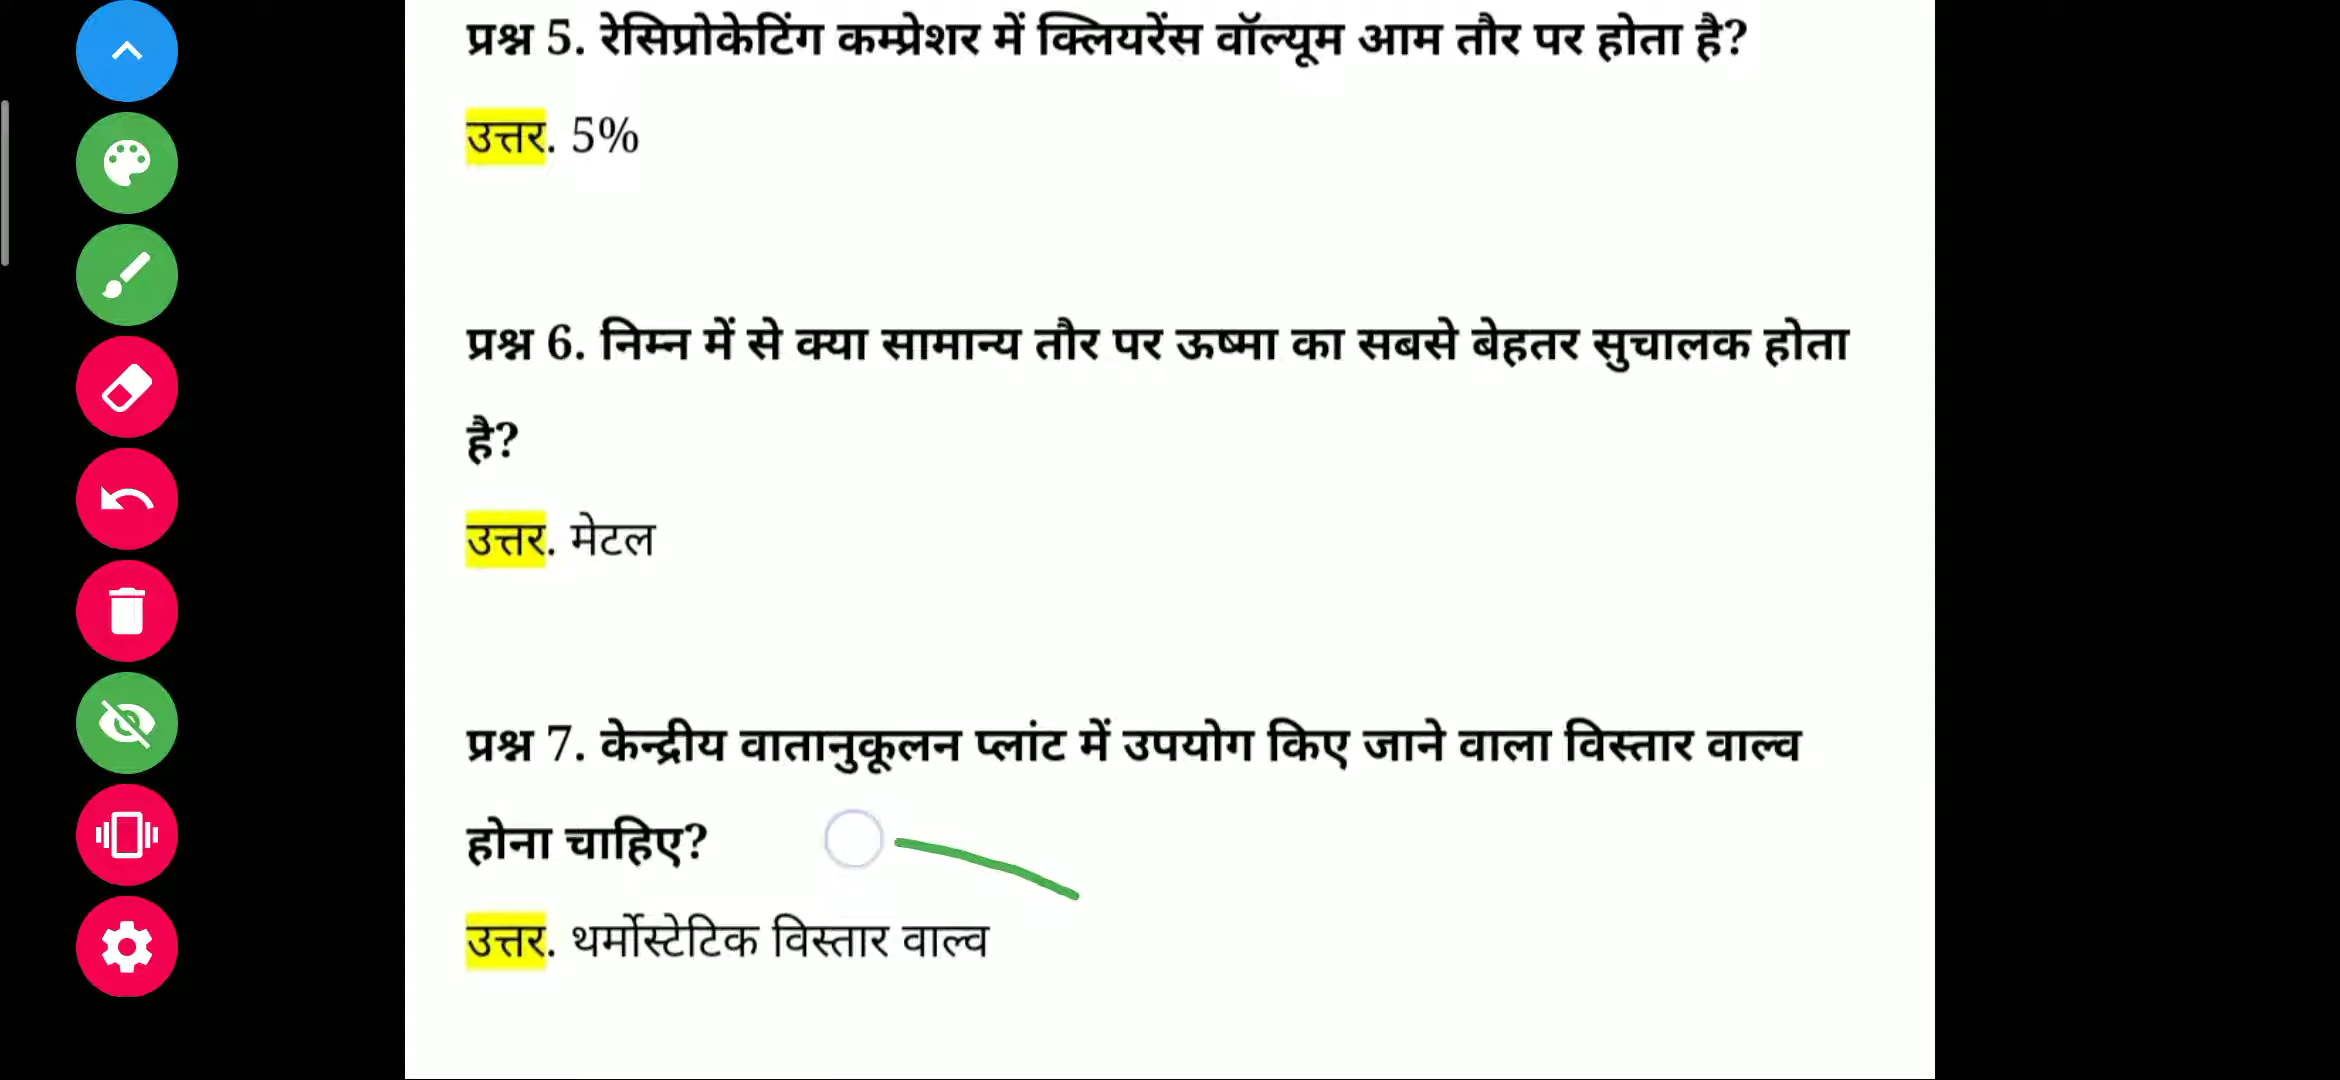 प्रश्न 5. रेसिप्रोकेटिंग कम्प्रेशर में क्लियरेंस वॉल्यूम आम तौर पर होता है?
उत्तर. 5%
प्रश्न 6. निम्न में से क्या सामान्य तौर पर ऊष्मा का सबसे बेहतर सुचालक होता
है?
उत्तर. मेटल
प्रश्न 7. केन्द्रीय वातानुकूलन प्लांट में उपयोग किए जाने वाला विस्तार वाल्व
होना चाहिए?
उत्तर. थर्मोस्टेटिक विस्तार वाल्व